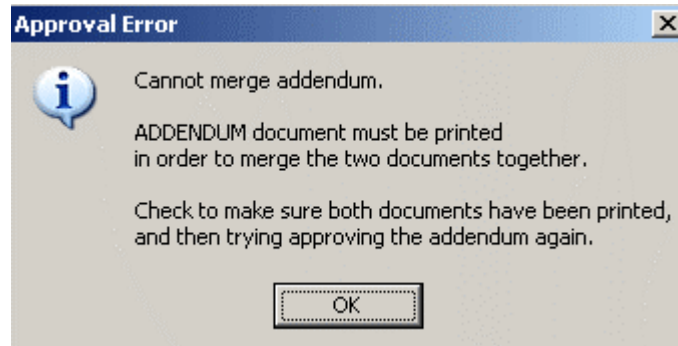 Approval Error
Cannot merge addendum.
ADDENDUM document must be printed
in order to merge the two documents together.
Check to make sure both documents have been printed,
and then trying approving the addendum again.
OK